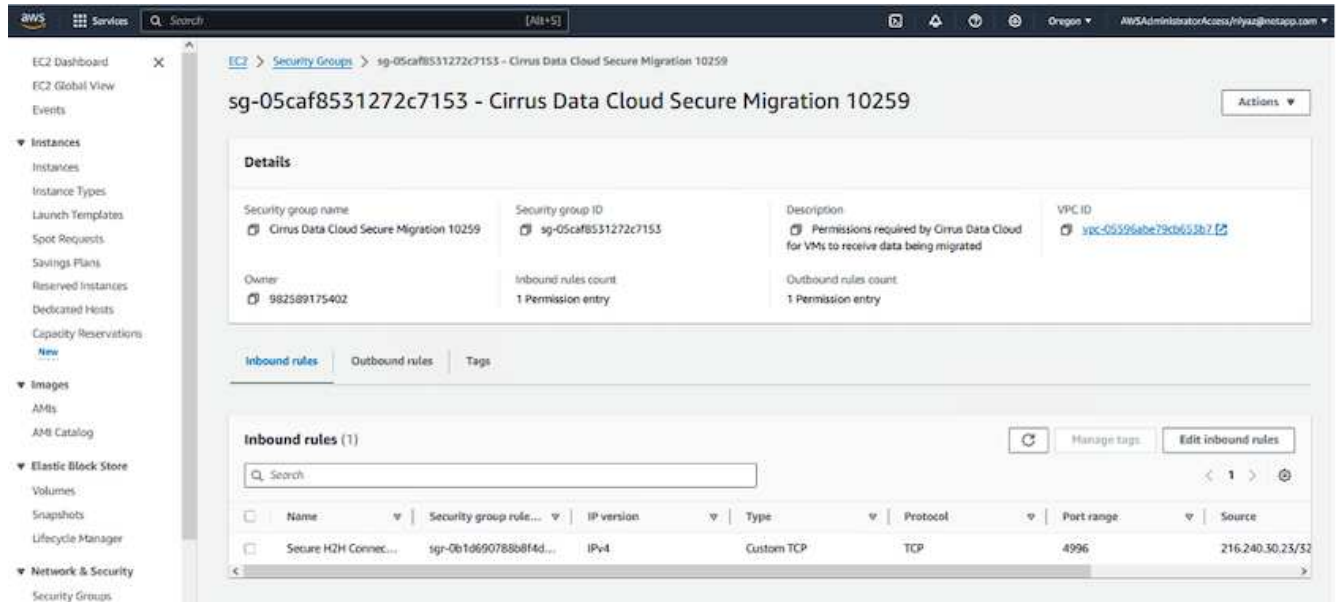 aws Services Search [Alt+S] Oregon AWSAdministratorAccess/niyaz@netapp.com
EC2 Dashboard
EC2 Global View
Events
Instances
Instances
Instance Types
Launch Templates
Spot Requests
Savings Plans
Reserved Instances
Dedicated Hosts
Capacity Reservations
New
Images
AMIs
AMI Catalog
Elastic Block Store
Volumes
Snapshots
Lifecycle Manager
Network & Security
Security Groups
EC2 > Security Groups > sg-05caf8531272c7153 - Cirrus Data Cloud Secure Migration 10259
sg-05caf8531272c7153 - Cirrus Data Cloud Secure Migration 10259
Actions
Details
Security group name
Cirrus Data Cloud Secure Migration 10259
Security group ID
sg-05caf8531272c7153
Description
Permissions required by Cirrus Data Cloud
for VMs to receive data being migrated
VPC ID
vpc-05596abe79cb653b7
Owner
982589175402
Inbound rules count
1 Permission entry
Outbound rules count
1 Permission entry
Inbound rules Outbound rules Tags
Inbound rules (1)
Manage tags Edit inbound rules
Search
< 1 >
Name Security group rule... IP version Type Protocol Port range Source
Secure H2H Connec... sgr-0b1d690788b8f4d... IPv4 Custom TCP TCP 4996 216.240.30.23/32